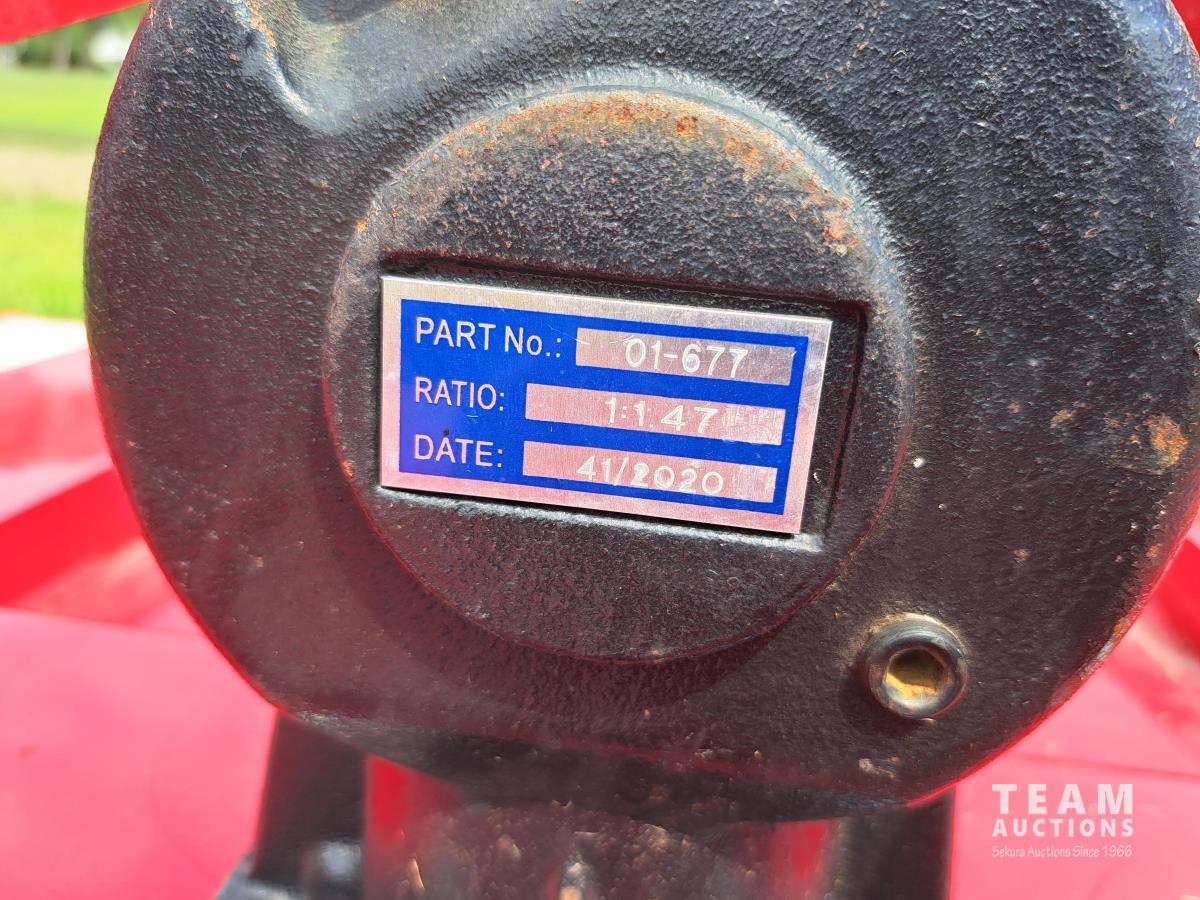 PART No.: 01-677
RATIO: 1:1.47
DATE: 41/2020
TEAM
AUCTIONS
Sekura Auctions Since 1966